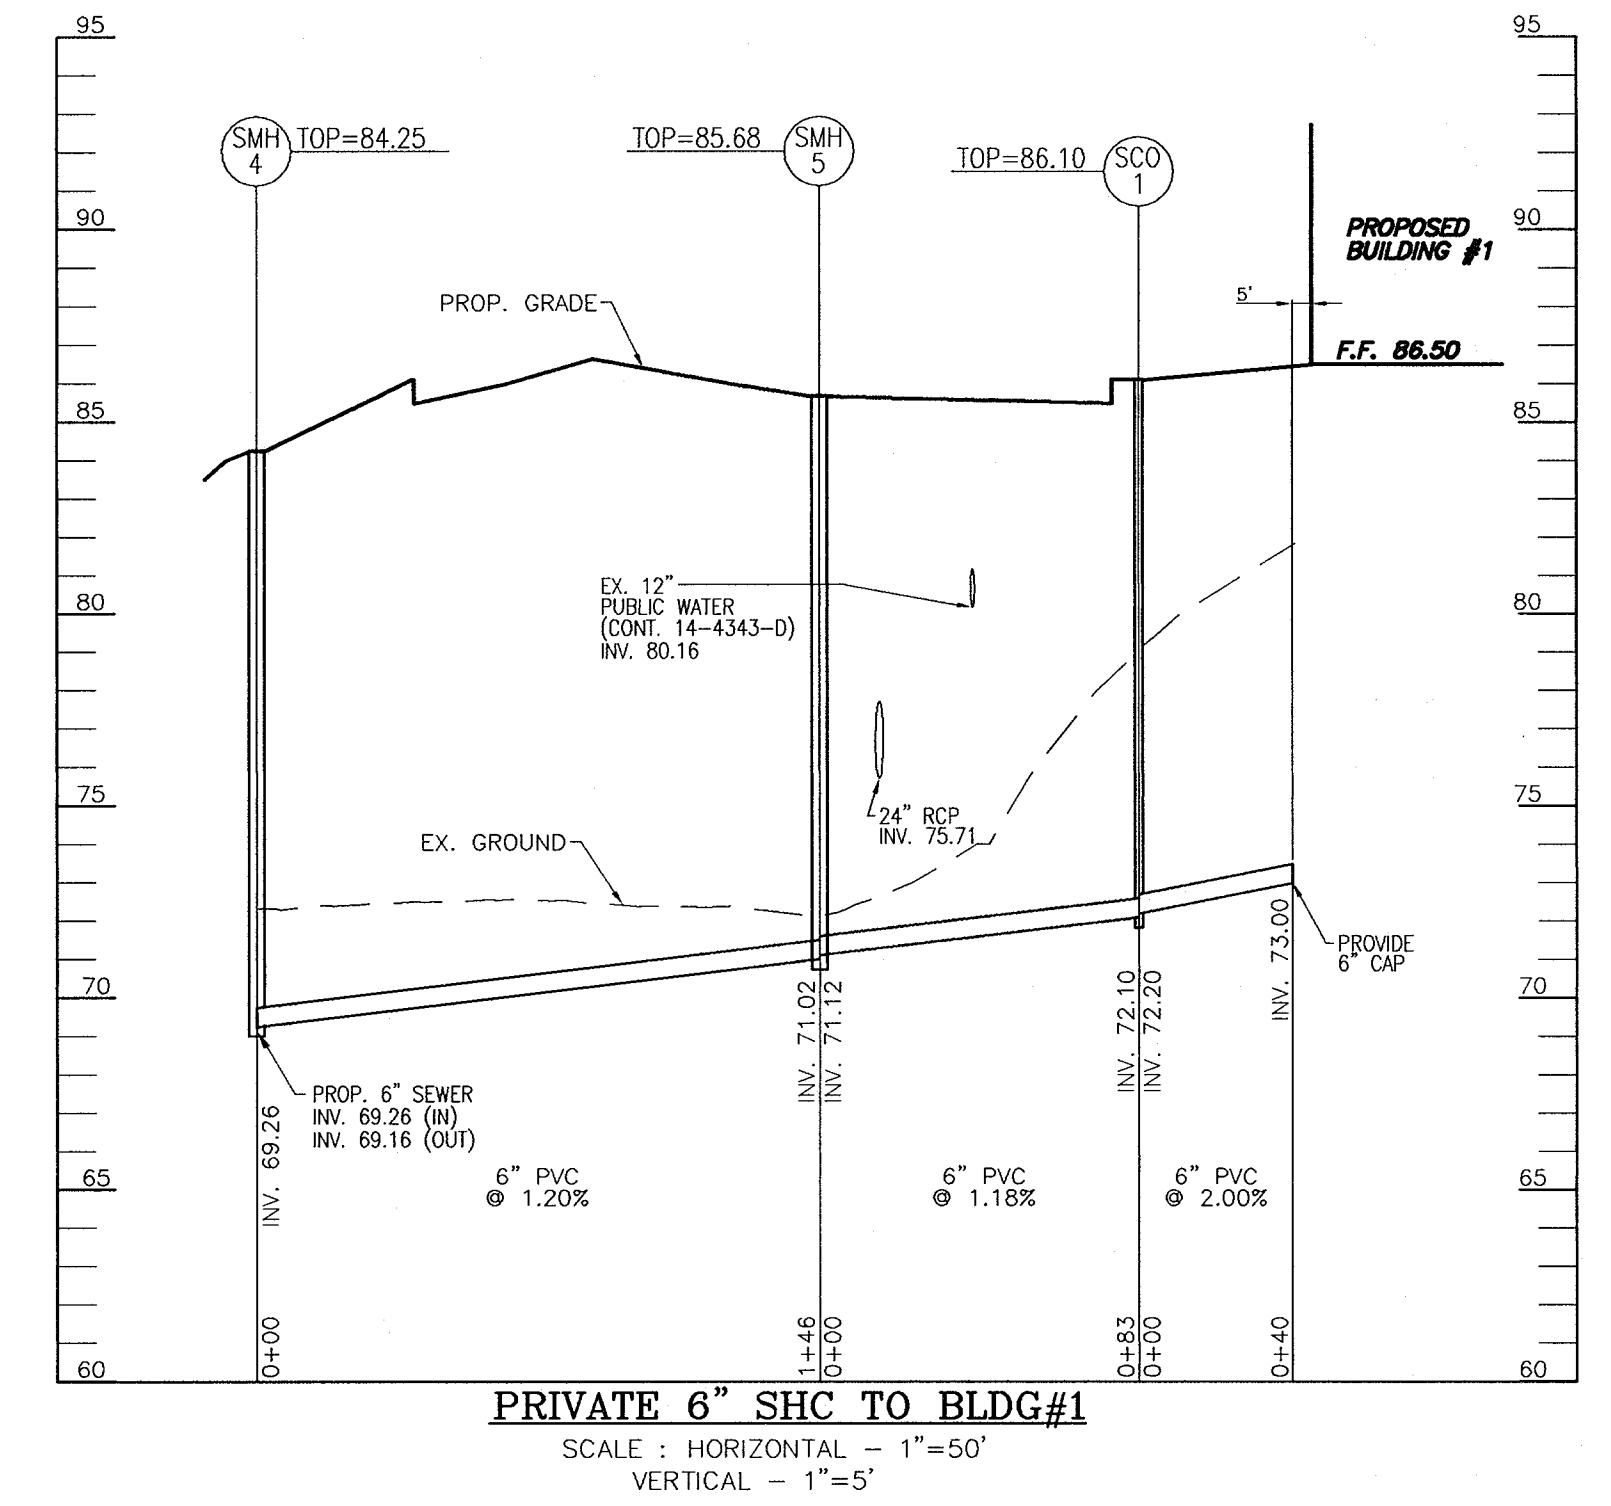 95
95
SMH
4
TOP=84.25
TOP=85.68
SMH
5
TOP=86.10
SCO
1
90
90
PROPOSED
BUILDING #1
5'
PROP. GRADE
F.F. 86.50
85
85
EX. 12"
PUBLIC WATER
(CONT. 14-4343-D)
INV. 80.16
80
80
75
75
24" RCP
INV. 75.71
EX. GROUND
PROVIDE
6" CAP
INV. 73.00
70
70
INV. 71.02
INV. 71.12
INV. 72.10
INV. 72.20
PROP. 6" SEWER
INV. 69.26 (IN)
INV. 69.16 (OUT)
INV. 69.26
65
65
6" PVC
@ 1.20%
6" PVC
@ 1.18%
6" PVC
@ 2.00%
0+00
1+46
0+00
0+83
0+00
0+40
60
60
PRIVATE 6" SHC TO BLDG#1
SCALE : HORIZONTAL - 1"=50'
VERTICAL - 1"=5'